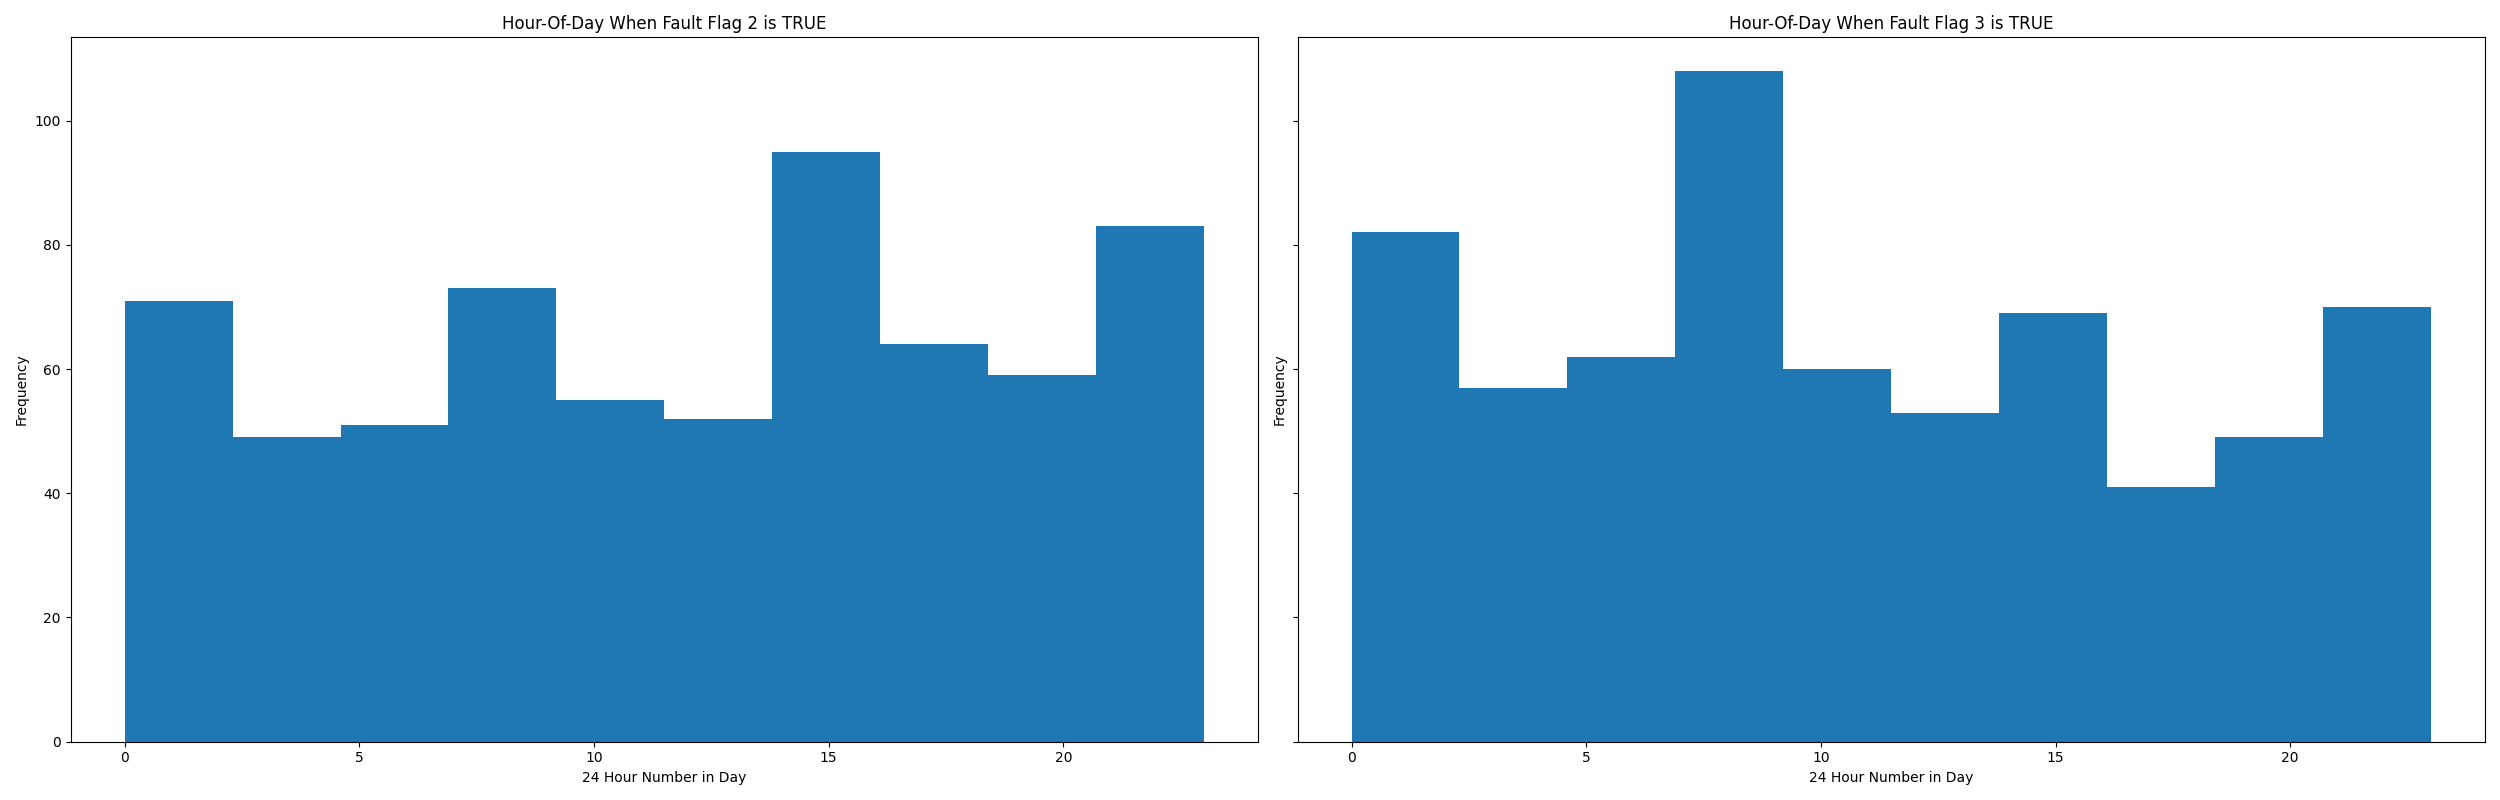 Hour-Of-Day When Fault Flag 2 is TRUE
Frequency
100
80
60
40
20
0
0 5 10 15 20
24 Hour Number in Day
Hour-Of-Day When Fault Flag 3 is TRUE
Frequency
0 5 10 15 20
24 Hour Number in Day